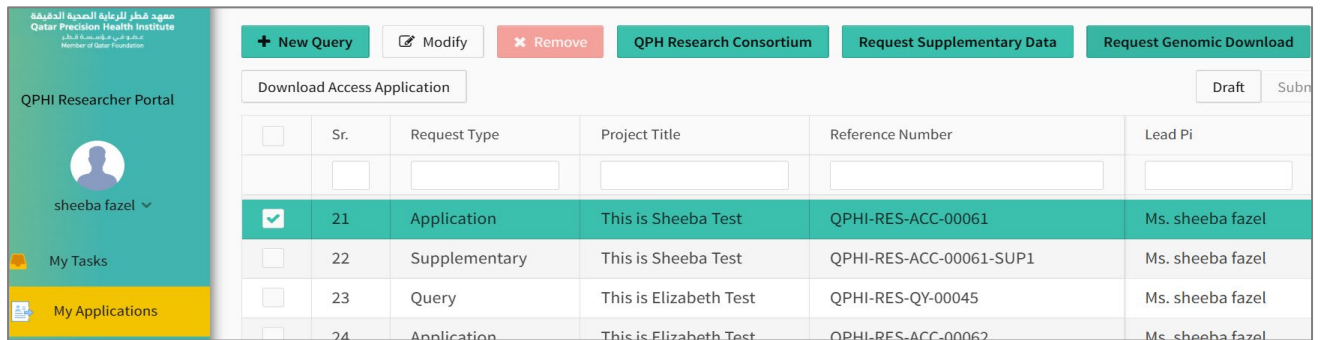 معهد قطر للرعاية الصحية الدقيقة
Qatar Precision Health Institute
عضو في مؤسسة قطر
Member of Qatar Foundation
QPHI Researcher Portal
sheeba fazel
My Tasks
My Applications
+ New Query Modify × Remove QPH Research Consortium Request Supplementary Data Request Genomic Download
Download Access Application Draft
Sr. Request Type Project Title Reference Number Lead Pi
21 Application This is Sheeba Test QPHI-RES-ACC-00061 Ms. sheeba fazel
22 Supplementary This is Sheeba Test QPHI-RES-ACC-00061-SUP1 Ms. sheeba fazel
23 Query This is Elizabeth Test QPHI-RES-QY-00045 Ms. sheeba fazel
24 Application This is Elizabeth Test QPHI-RES-ACC-00062 Ms. sheeba fazel